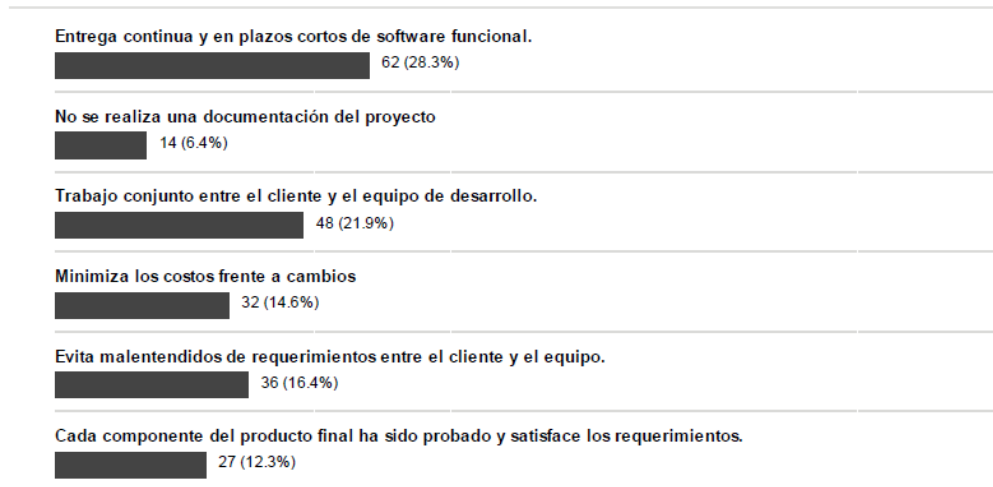 Entrega continua y en plazos cortos de software funcional.
62 (28.3%)
No se realiza una documentación del proyecto
14 (6.4%)
Trabajo conjunto entre el cliente y el equipo de desarrollo.
48 (21.9%)
Minimiza los costos frente a cambios
32 (14.6%)
Evita malentendidos de requerimientos entre el cliente y el equipo.
36 (16.4%)
Cada componente del producto final ha sido probado y satisface los requerimientos.
27 (12.3%)